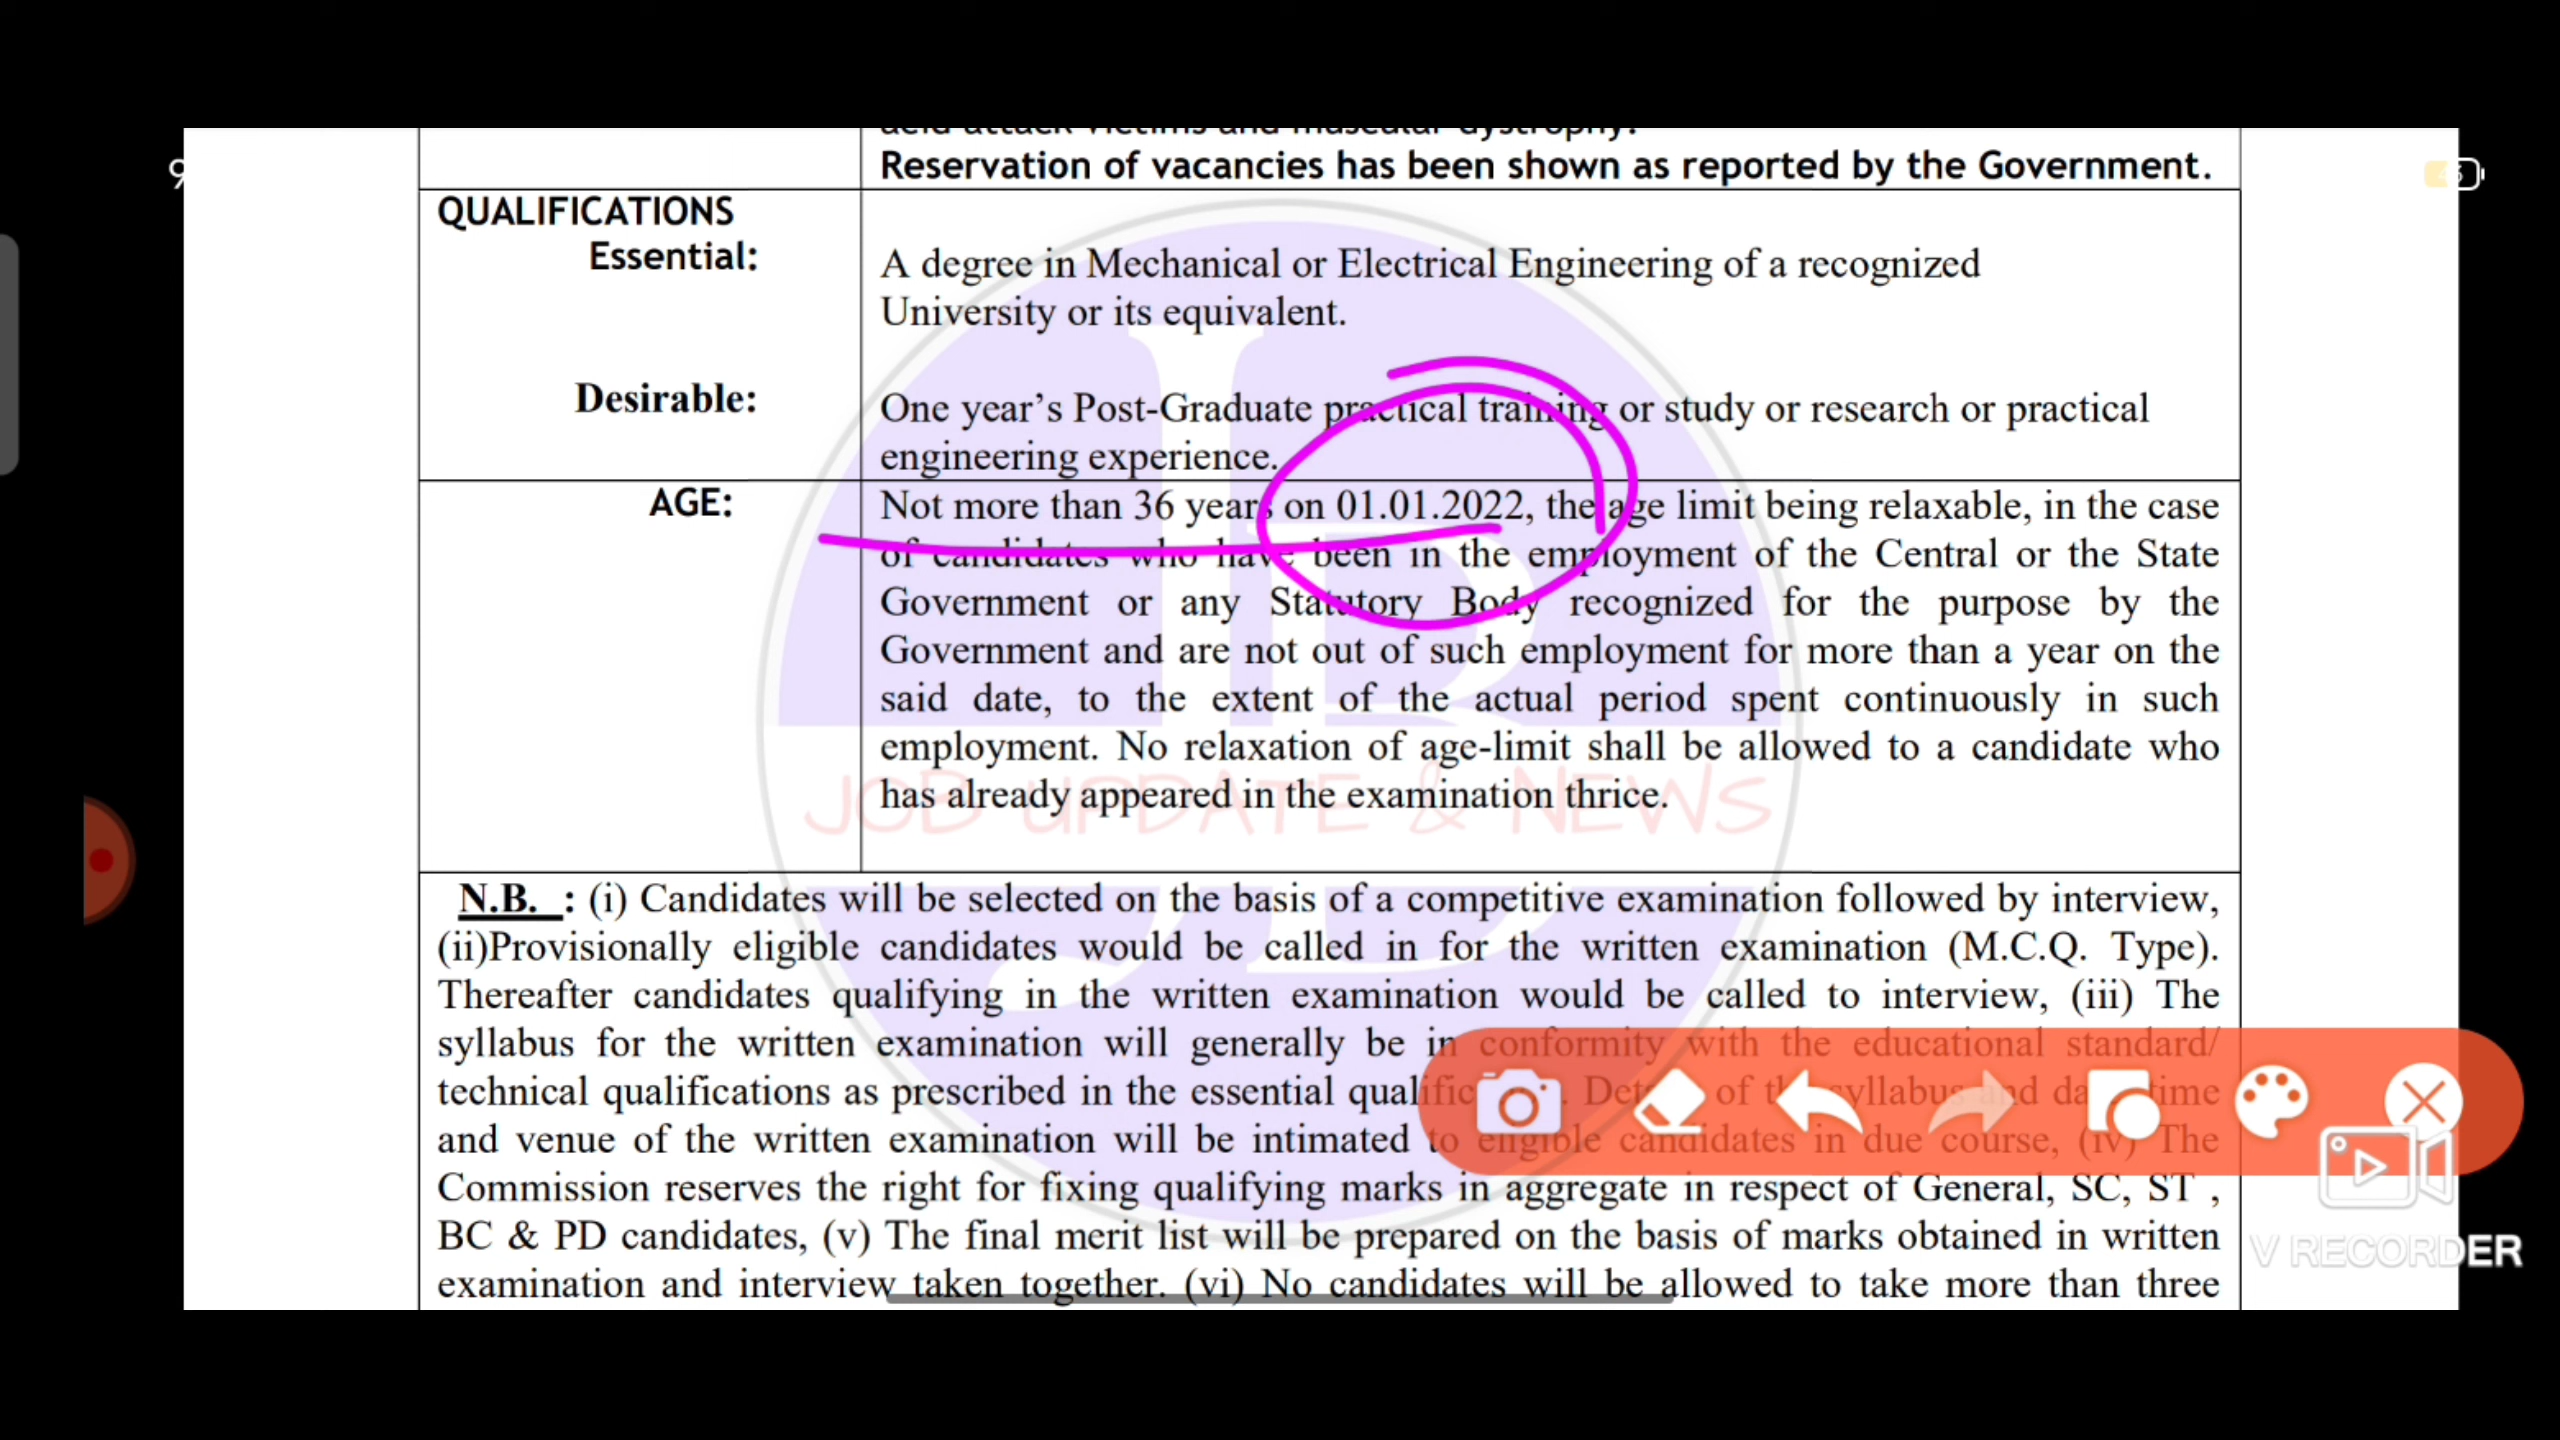 Reservation of vacancies has been shown as reported by the Government.
QUALIFICATIONS
Essential:
A degree in Mechanical or Electrical Engineering of a recognized
University or its equivalent.
Desirable:
One year's Post-Graduate practical training or study or research or practical
engineering experience.
AGE:
Not more than 36 years on 01.01.2022, the age limit being relaxable, in the case
of candidates who have been in the employment of the Central or the State
Government or any Statutory Body recognized for the purpose by the
Government and are not out of such employment for more than a year on the
said date, to the extent of the actual period spent continuously in such
employment. No relaxation of age-limit shall be allowed to a candidate who
has already appeared in the examination thrice.
JOB UPDATE & NEWS
N.B. : (i) Candidates will be selected on the basis of a competitive examination followed by interview,
(ii)Provisionally eligible candidates would be called in for the written examination (M.C.Q. Type).
Thereafter candidates qualifying in the written examination would be called to interview, (iii) The
syllabus for the written examination will generally be in conformity with the educational standard/
technical qualifications as prescribed in the essential of syllabus and time
and venue of the written examination will be intimated to eligible candidates in due course, (iv) The
Commission reserves the right for fixing qualifying marks in aggregate in respect of General, SC, ST ,
BC & PD candidates, (v) The final merit list will be prepared on the basis of marks obtained in written
examination and interview taken together. (vi) No candidates will be allowed to take more than three
V RECORDER